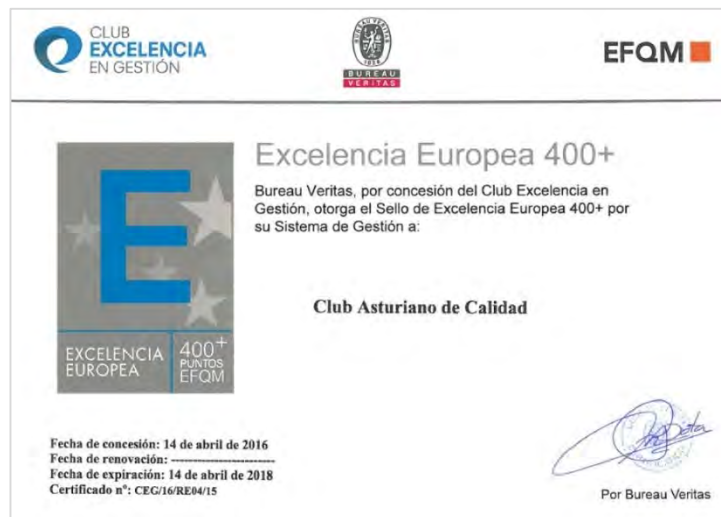 CLUB
EXCELENCIA
EN GESTIÓN
BUREAU VERITAS
1828
BUREAU
VERITAS
EFQM
Excelencia Europea 400+
Bureau Veritas, por concesión del Club Excelencia en
Gestión, otorga el Sello de Excelencia Europea 400+ por
su Sistema de Gestión a:
Club Asturiano de Calidad
E
EXCELENCIA
EUROPEA
400+
PUNTOS
EFQM
Fecha de concesión: 14 de abril de 2016
Fecha de renovación: -------------------------
Fecha de expiración: 14 de abril de 2018
Certificado nº: CEG/16/RE04/15
Por Bureau Veritas